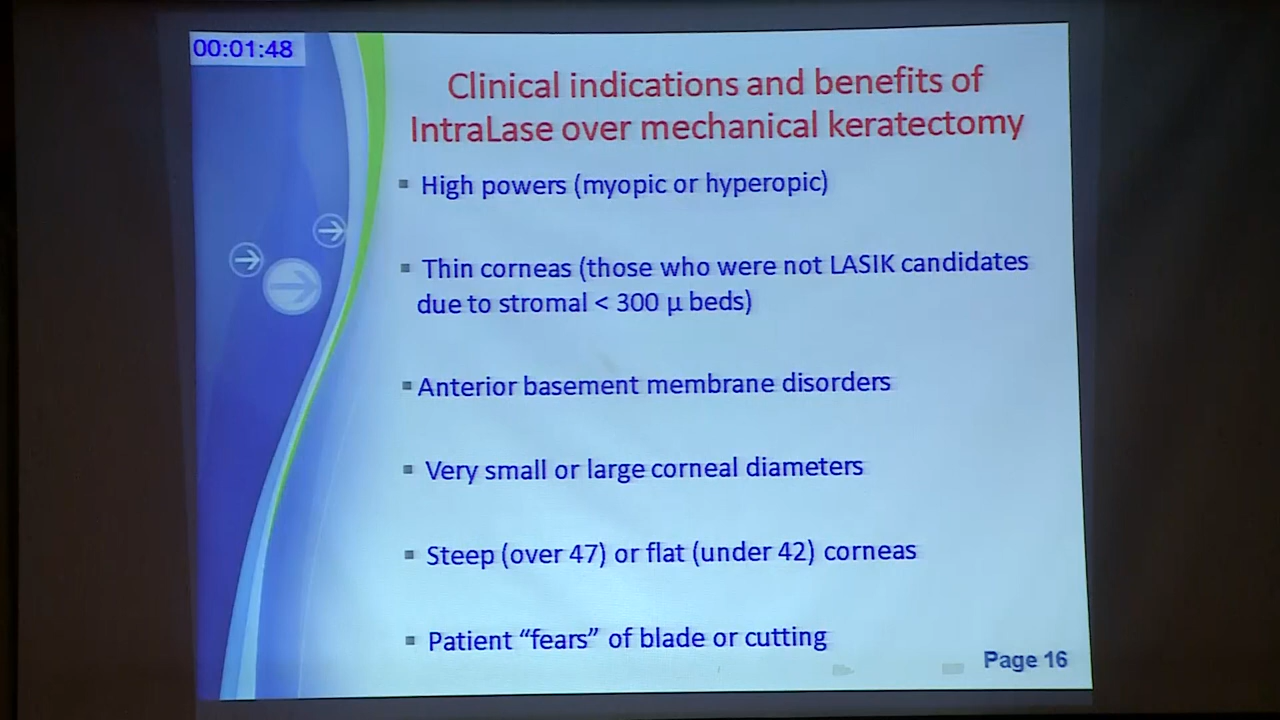 00:01:48
Clinical indications and benefits of
IntraLase over mechanical keratectomy
▪ High powers (myopic or hyperopic)
▪ Thin corneas (those who were not LASIK candidates
due to stromal < 300 µ beds)
▪ Anterior basement membrane disorders
▪ Very small or large corneal diameters
▪ Steep (over 47) or flat (under 42) corneas
▪ Patient “fears” of blade or cutting
Page 16